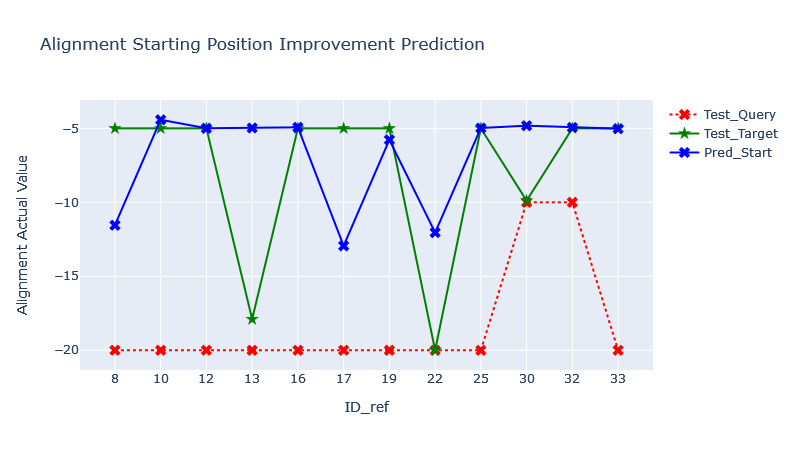 Alignment Starting Position Improvement Prediction
Test_Query
Test_Target
Pred_Start
Alignment Actual Value
−5
−10
−15
−20
8 10 12 13 16 17 19 22 25 30 32 33
ID_ref